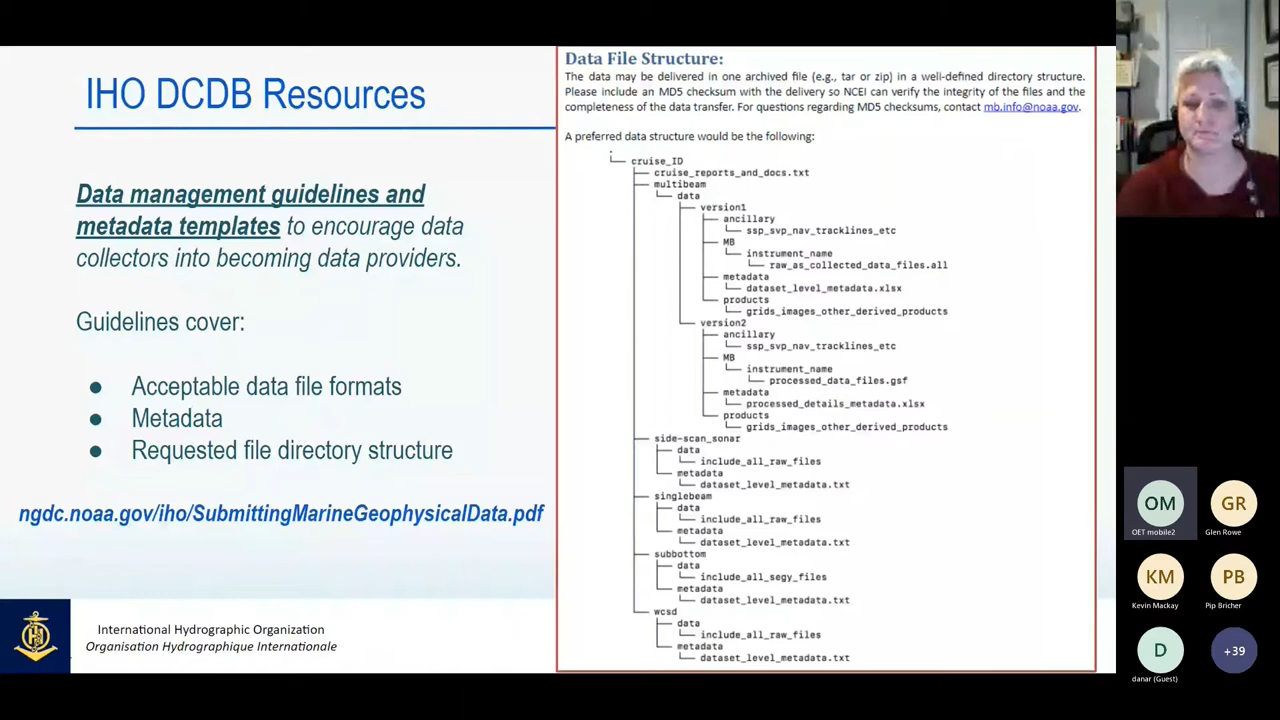 IHO DCDB Resources
Data management guidelines and
metadata templates to encourage data
collectors into becoming data providers.
Guidelines cover:
● Acceptable data file formats
● Metadata
● Requested file directory structure
ngdc.noaa.gov/iho/SubmittingMarineGeophysicalData.pdf
International Hydrographic Organization
Organisation Hydrographique Internationale
Data File Structure:
The data may be delivered in one archived file (e.g., tar or zip) in a well-defined directory structure.
Please include an MD5 checksum with the delivery so NCEI can verify the integrity of the files and the
completeness of the data transfer. For questions regarding MD5 checksums, contact mb.info@noaa.gov.
A preferred data structure would be the following:
.
cruise_ID
cruise_reports_and_docs.txt
multibeam
data
version1
ancillary
ssp_svp_nav_tracklines_etc
MB
instrument_name
raw_as_collected_data_files.all
metadata
dataset_level_metadata.xlsx
products
grids_images_other_derived_products
version2
ancillary
ssp_svp_nav_tracklines_etc
MB
instrument_name
processed_data_files.gsf
metadata
processed_details_metadata.xlsx
products
grids_images_other_derived_products
side-scan_sonar
data
include_all_raw_files
metadata
dataset_level_metadata.txt
singlebeam
data
include_all_raw_files
metadata
dataset_level_metadata.txt
subbottom
data
include_all_segy_files
metadata
dataset_level_metadata.txt
wcsd
data
include_all_raw_files
metadata
dataset_level_metadata.txt
OM
OET mobile2
GR
Glen Rowe
KM
Kevin Mackay
PB
Pip Bricher
D
danar (Guest)
+39